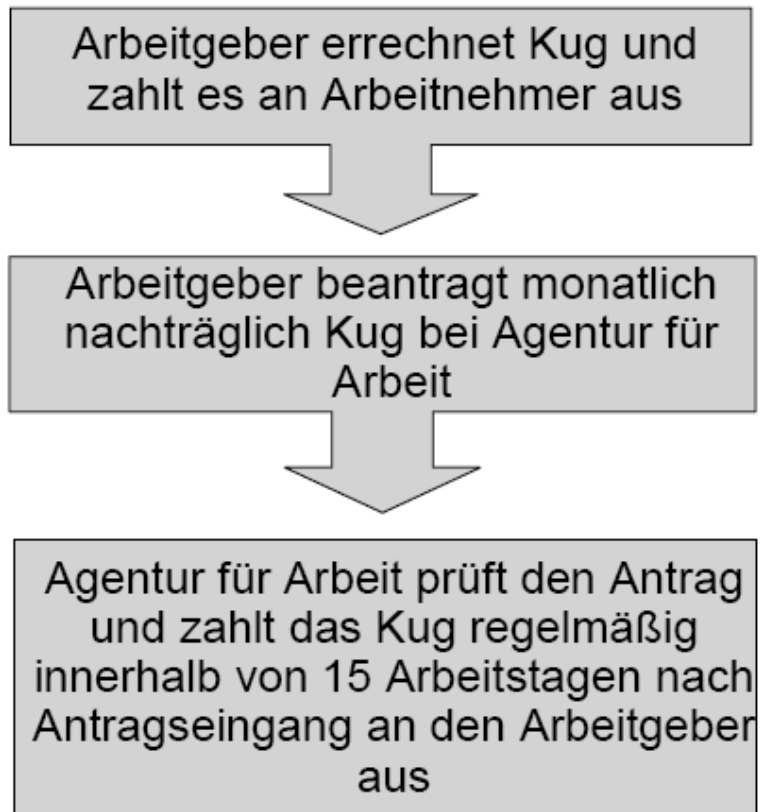 Arbeitgeber errechnet Kug und
zahlt es an Arbeitnehmer aus
Arbeitgeber beantragt monatlich
nachträglich Kug bei Agentur für
Arbeit
Agentur für Arbeit prüft den Antrag
und zahlt das Kug regelmäßig
innerhalb von 15 Arbeitstagen nach
Antragseingang an den Arbeitgeber
aus